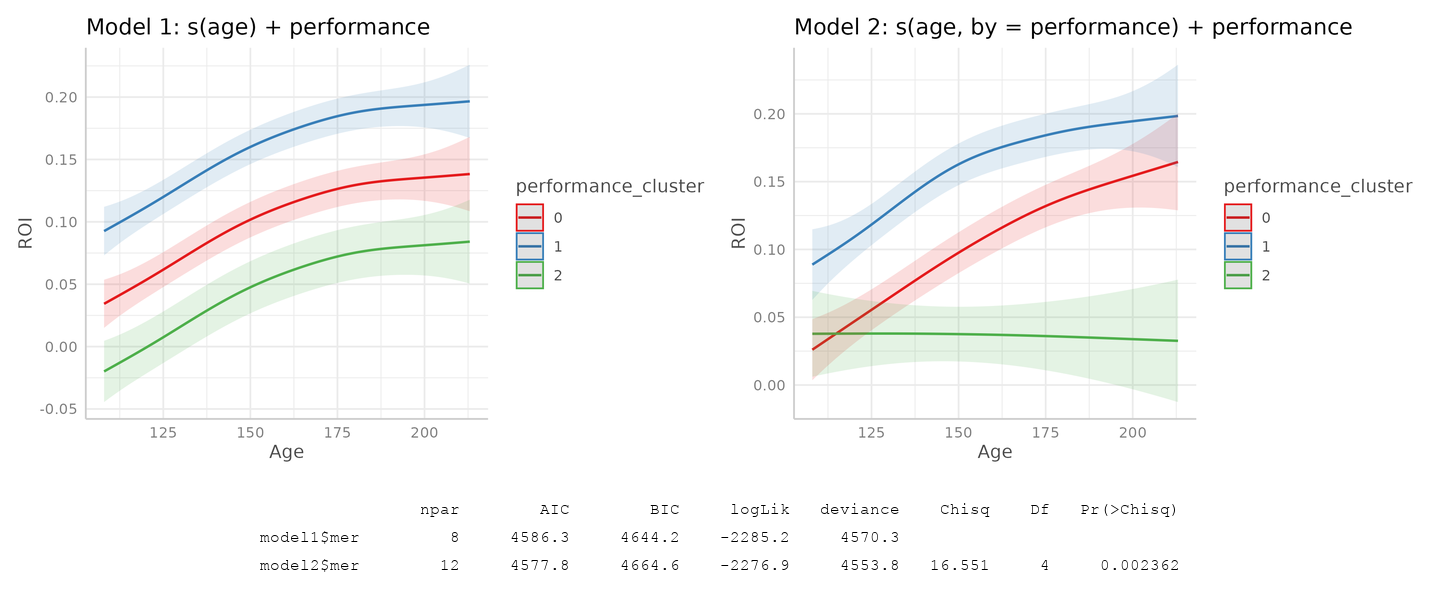 Model 1: s(age) + performance
0.20
0.15
0.10
0.05
0.00
-0.05
ROI
125 150 175 200
Age
performance_cluster
0
1
2
Model 2: s(age, by = performance) + performance
0.20
0.15
0.10
0.05
0.00
ROI
125 150 175 200
Age
performance_cluster
0
1
2
npar AIC BIC logLik deviance Chisq Df Pr(>Chisq)
model1$mer 8 4586.3 4644.2 -2285.2 4570.3
model2$mer 12 4577.8 4664.6 -2276.9 4553.8 16.551 4 0.002362